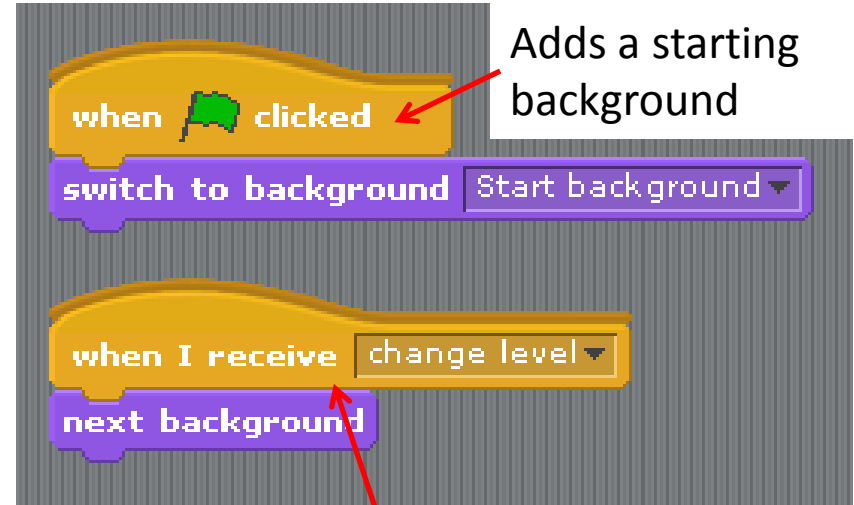 Adds a starting
background
when clicked
switch to background Start background
when I receive change level
next background